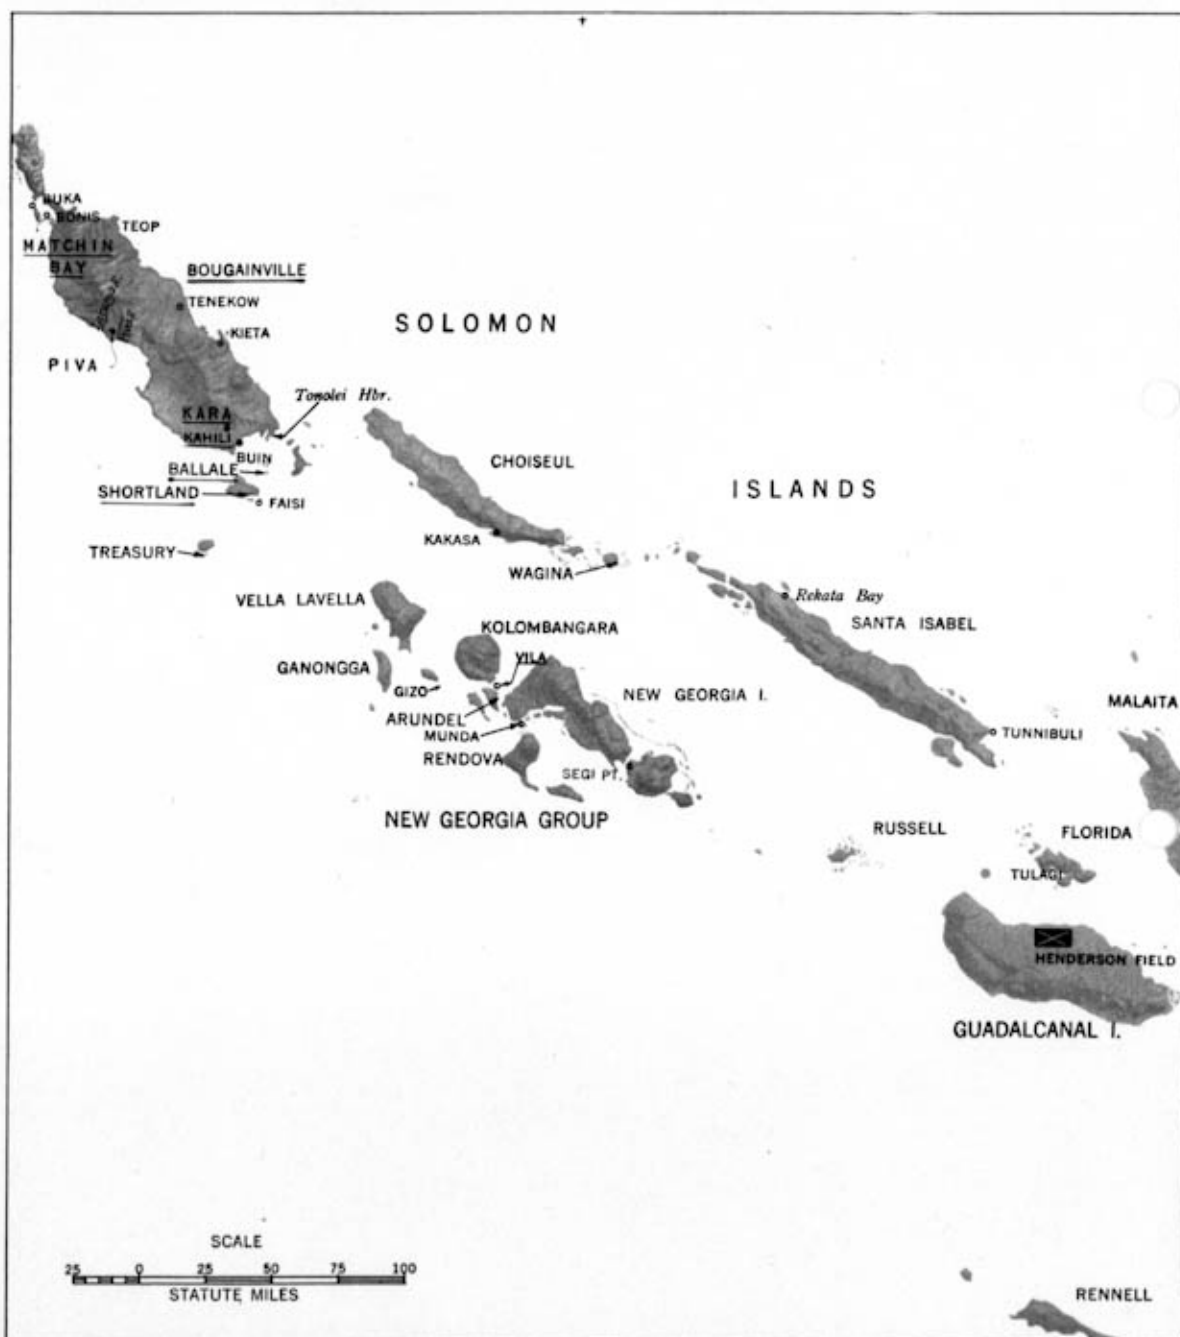 BUKA
BONIS
TEOP
MATCHIN
BAY
BOUGAINVILLE
TENEKOW
KIETA
SOLOMON
PIVA
Tonolei Hbr.
KARA
KAHILI
BUIN
BALLALE
CHOISEUL
SHORTLAND
FAISI
ISLANDS
KAKASA
TREASURY
WAGINA
VELLA LAVELLA
Rekata Bay
SANTA ISABEL
KOLOMBANGARA
VILA
GANONGGA
GIZO
NEW GEORGIA I.
MALAITA
ARUNDEL
MUNDA
TUNNIBULI
RENDOVA
SEGI PT.
NEW GEORGIA GROUP
RUSSELL
FLORIDA
TULAGI
HENDERSON FIELD
GUADALCANAL I.
SCALE
25 0 25 50 75 100
STATUTE MILES
RENNELL